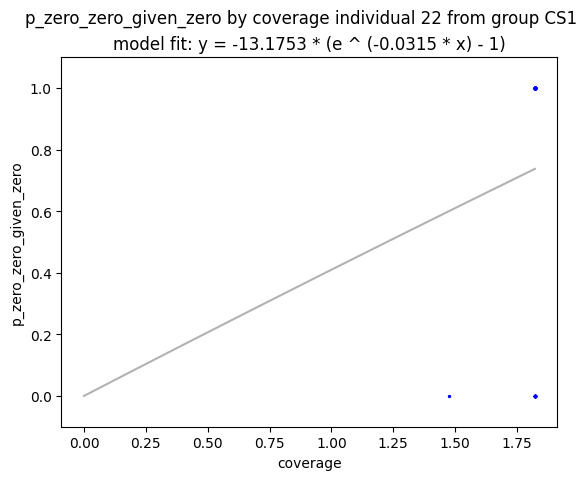 p_zero_zero_given_zero by coverage individual 22 from group CS1
model fit: y = -13.1753 * (e ^ (-0.0315 * x) - 1)
1.0
0.8
0.6
0.4
0.2
0.0
p_zero_zero_given_zero
0.00 0.25 0.50 0.75 1.00 1.25 1.50 1.75
coverage